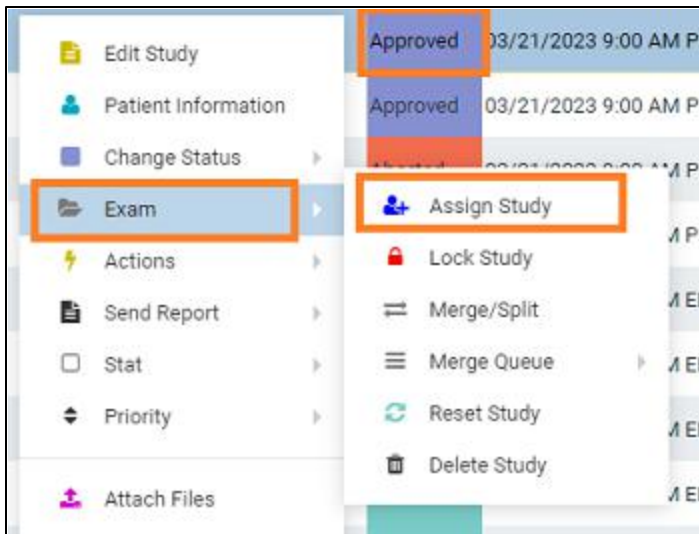 Edit Study
Patient Information
Change Status
Exam
Actions
Send Report
Stat
Priority
Attach Files
Approved 03/21/2023 9:00 AM P
Approved 03/21/2023 9:00 AM P
M P
Assign Study
Lock Study
Merge/Split
Merge Queue
Reset Study
Delete Study
M P
M E
M E
M E
M E